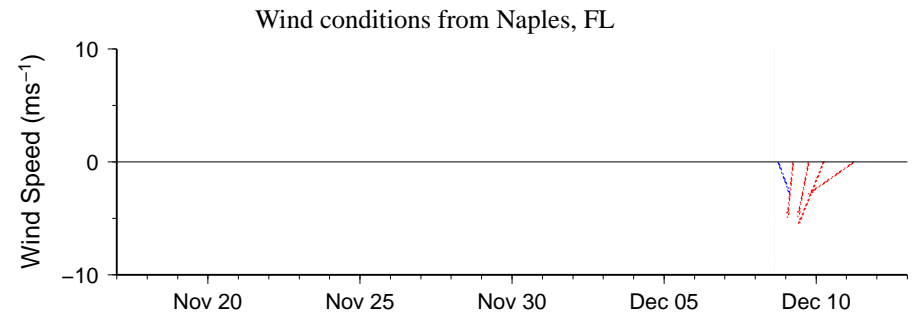 Wind conditions from Naples, FL
Wind Speed (ms⁻¹)
10
0
−10
Nov 20 Nov 25 Nov 30 Dec 05 Dec 10